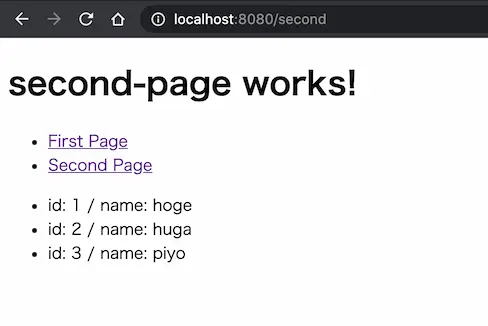 localhost:8080/second
second-page works!
First Page
Second Page
id: 1 / name: hoge
id: 2 / name: huga
id: 3 / name: piyo